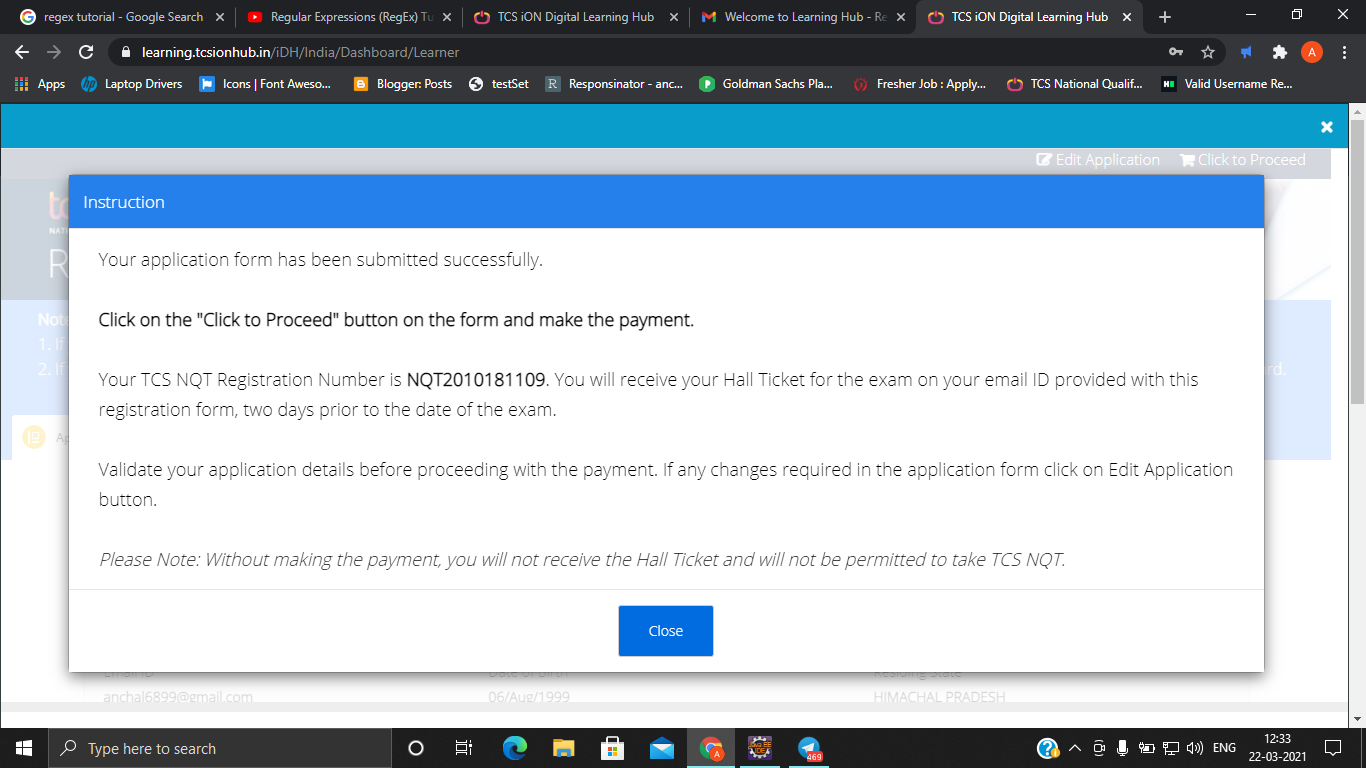 regex tutorial - Google Search
Regular Expressions (RegEx) Tu
TCS iON Digital Learning Hub
Welcome to Learning Hub - Re
TCS iON Digital Learning Hub
learning.tcsionhub.in/iDH/India/Dashboard/Learner
A
Apps
Laptop Drivers
Icons | Font Aweso...
Blogger: Posts
testSet
R
Responsinator - anc...
Goldman Sachs Pla...
Fresher Job : Apply...
TCS National Qualif...
Valid Username Re...
Edit Application
Click to Proceed
Instruction
Your application form has been submitted successfully.
Click on the "Click to Proceed" button on the form and make the payment.
Your TCS NQT Registration Number is NQT2010181109. You will receive your Hall Ticket for the exam on your email ID provided with this
registration form, two days prior to the date of the exam.
Validate your application details before proceeding with the payment. If any changes required in the application form click on Edit Application
button.
Please Note: Without making the payment, you will not receive the Hall Ticket and will not be permitted to take TCS NQT.
Close
Email ID
Date of Birth
Residing State
anchal6899@gmail.com
06/Aug/1999
HIMACHAL PRADESH
Type here to search
469
ENG
12:33
22-03-2021